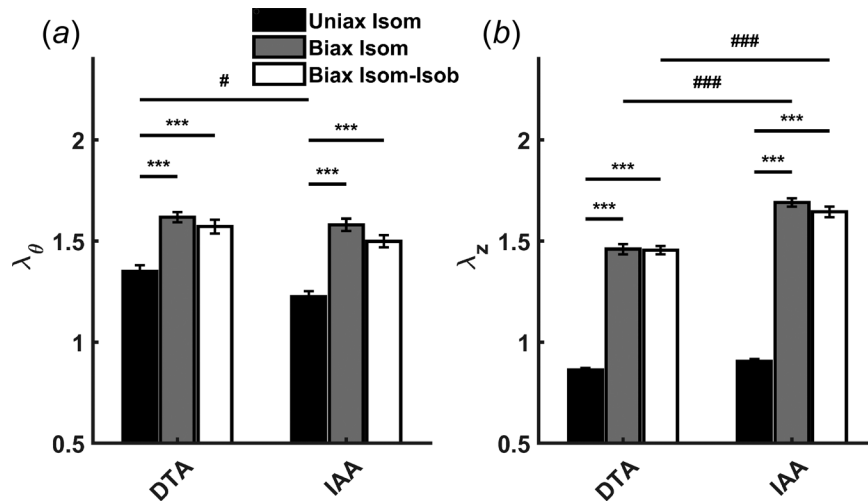 (a)
Uniax Isom
Biax Isom
Biax Isom-Isob
(b)
#
***
***
***
***
λθ
2
1.5
1
0.5
DTA
IAA
###
###
***
***
***
***
λz
2
1.5
1
0.5
DTA
IAA